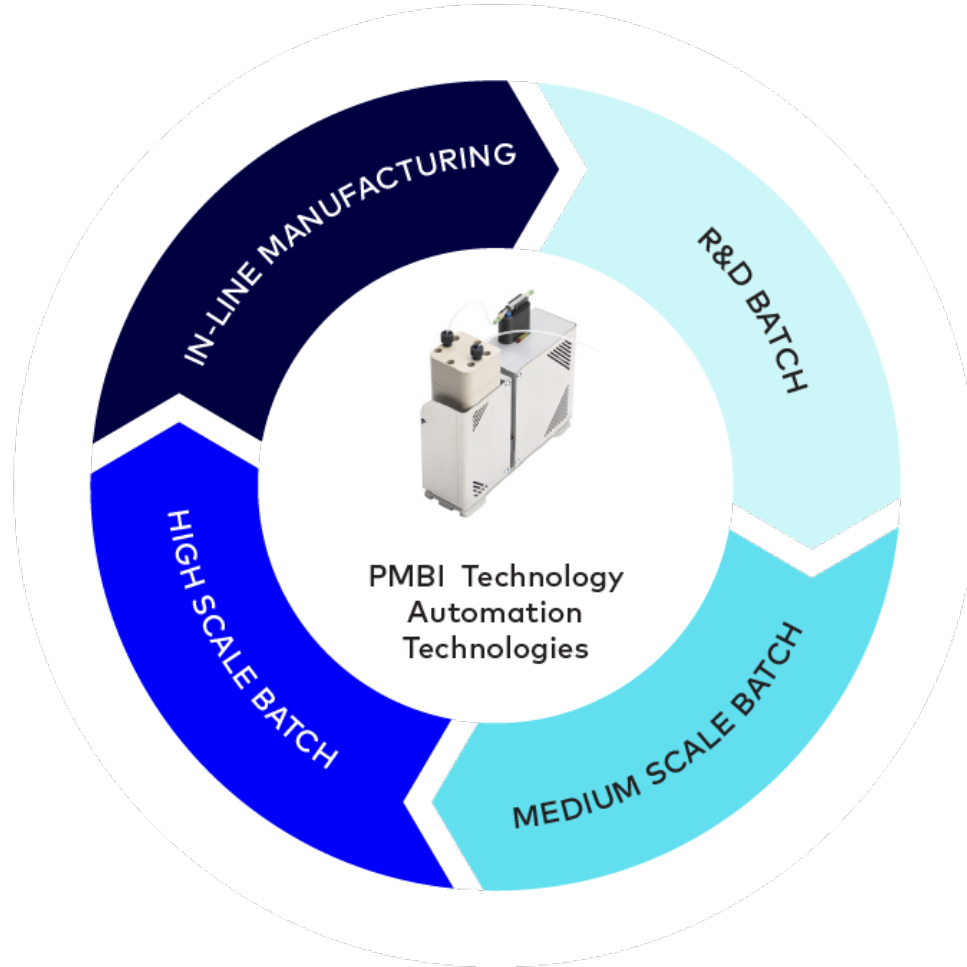 IN-LINE MANUFACTURING
R&D BATCH
MEDIUM SCALE BATCH
HIGH SCALE BATCH
PMBI Technology
Automation
Technologies